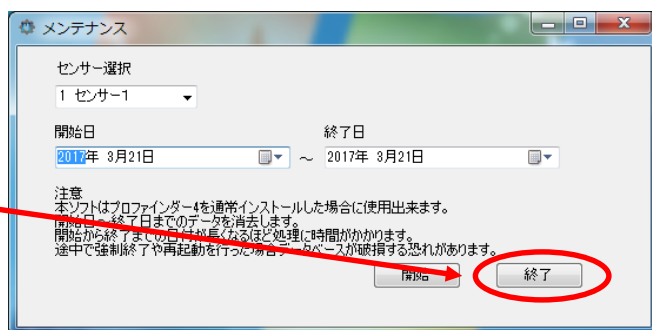 メンテナンス
センサー選択
1 センサー1
開始日 終了日
2017年 3月21日 ～ 2017年 3月21日
注意
本ソフトはプロファインダー4を通常インストールした場合に使用出来ます。
開始日～終了日までのデータを消去します。
開始から終了までの日付が長くなるほど処理に時間がかかります。
途中で強制終了や再起動を行った場合データベースが破損する恐れがあります。
開始 終了